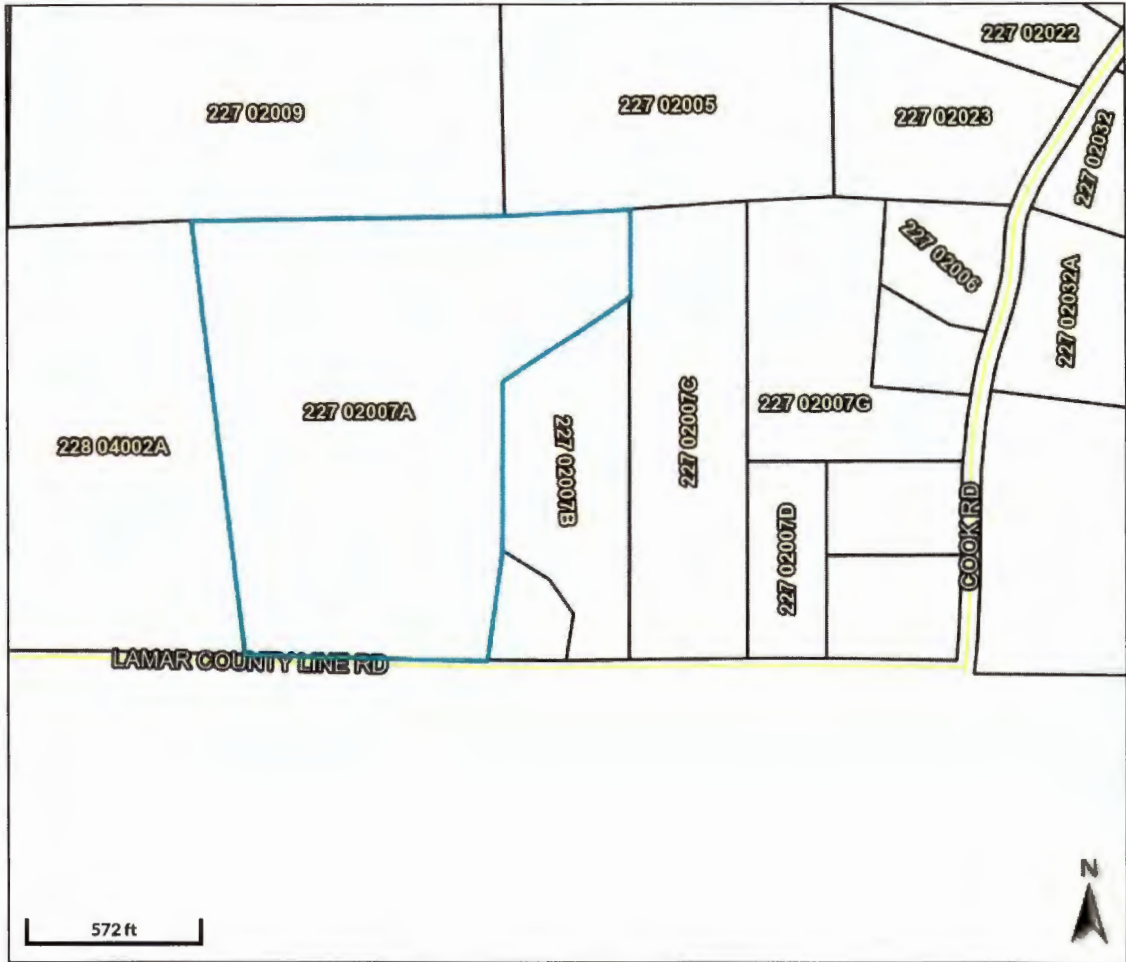 227 02022
227 02009
227 02005
227 02023
227 02032
227 02006
227 02032A
227 02007A
227 02007C
227 02007G
228 04002A
227 02007B
227 02007D
COOK RD
LAMAR COUNTY LINE RD
N
572 ft